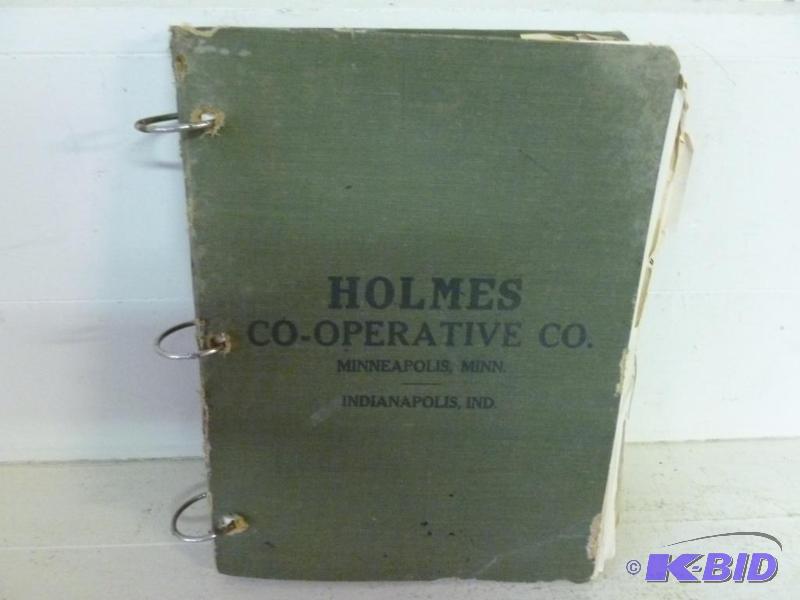 HOLMES
CO-OPERATIVE CO.
MINNEAPOLIS, MINN.
INDIANAPOLIS, IND.
© K-BID